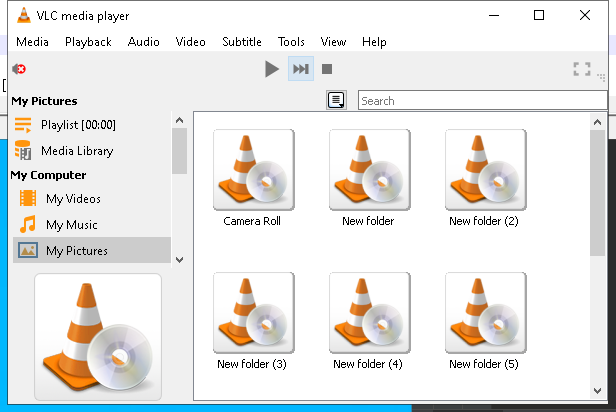 VLC media player
Media Playback Audio Video Subtitle Tools View Help
Search
My Pictures
Playlist [00:00]
Media Library
My Computer
My Videos
My Music
My Pictures
Camera Roll New folder New folder (2)
New folder (3) New folder (4) New folder (5)